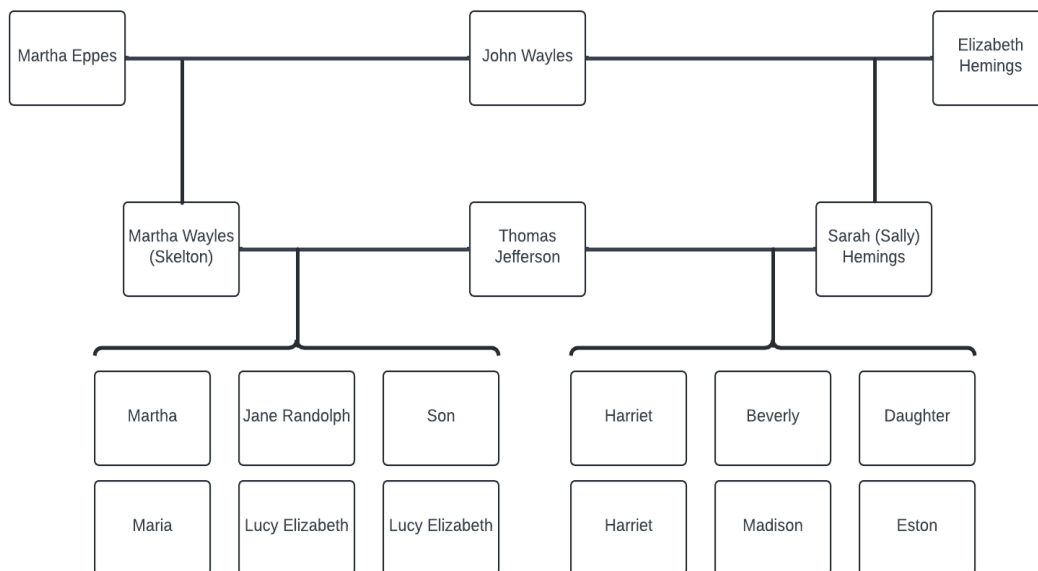 Martha Eppes
John Wayles
Elizabeth
Hemings
Martha Wayles
(Skelton)
Thomas
Jefferson
Sarah (Sally)
Hemings
Martha
Jane Randolph
Son
Harriet
Beverly
Daughter
Maria
Lucy Elizabeth
Lucy Elizabeth
Harriet
Madison
Eston